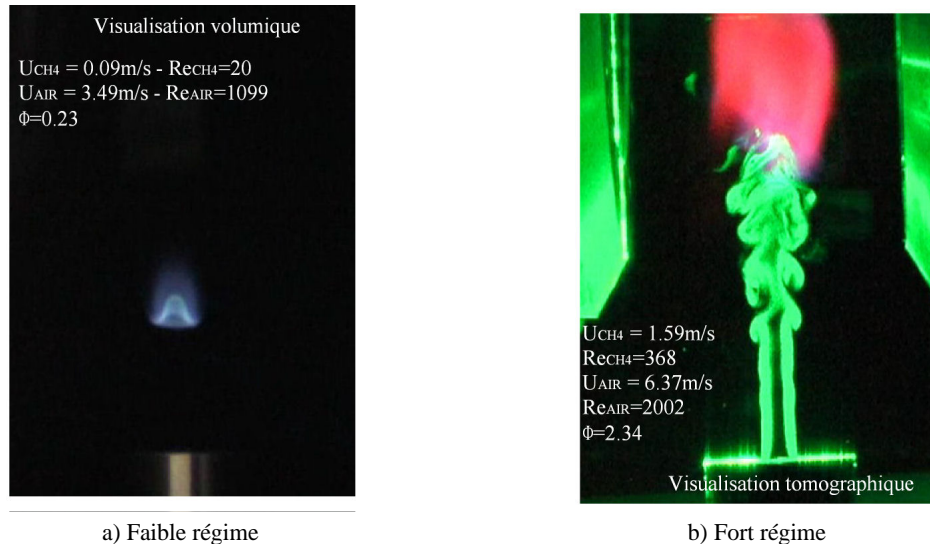 Visualisation volumique
UCH4 = 0.09m/s - ReCH4=20
UAIR = 3.49m/s - ReAIR=1099
Φ=0.23
a) Faible régime
UCH4 = 1.59m/s
ReCH4=368
UAIR = 6.37m/s
ReAIR=2002
Φ=2.34
Visualisation tomographique
b) Fort régime